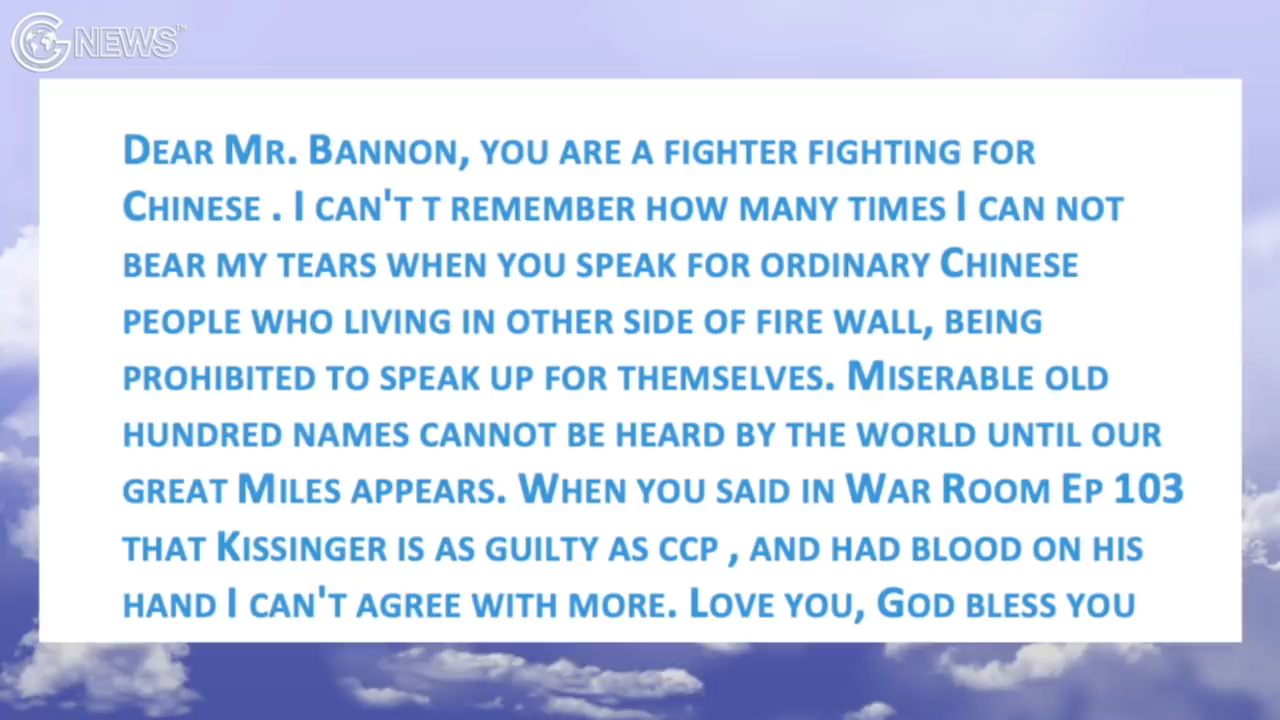 G NEWS™
Dear Mr. Bannon, you are a fighter fighting for
Chinese . I can't t remember how many times I can not
bear my tears when you speak for ordinary Chinese
people who living in other side of fire wall, being
prohibited to speak up for themselves. Miserable old
hundred names cannot be heard by the world until our
great Miles appears. When you said in War Room Ep 103
that Kissinger is as guilty as ccp , and had blood on his
hand I can't agree with more. Love you, God bless you